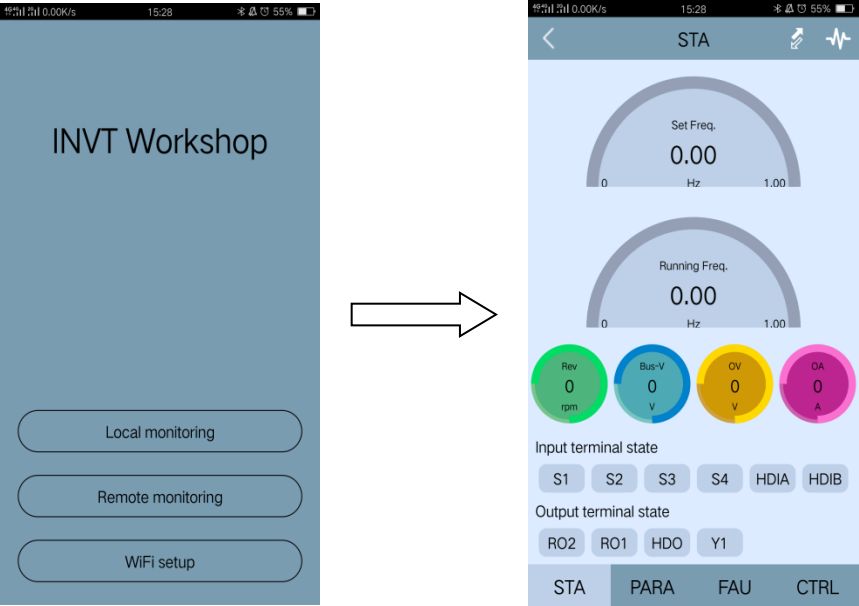 0.00K/s 15:28 55%
INVT Workshop
Local monitoring
Remote monitoring
WiFi setup
0.00K/s 15:28 55%
STA
Set Freq.
0.00
0 Hz 1.00
Running Freq.
0.00
0 Hz 1.00
Rev Bus-V OV OA
0 0 0 0
rpm V V A
Input terminal state
S1 S2 S3 S4 HDIA HDIB
Output terminal state
RO2 RO1 HDO Y1
STA PARA FAU CTRL